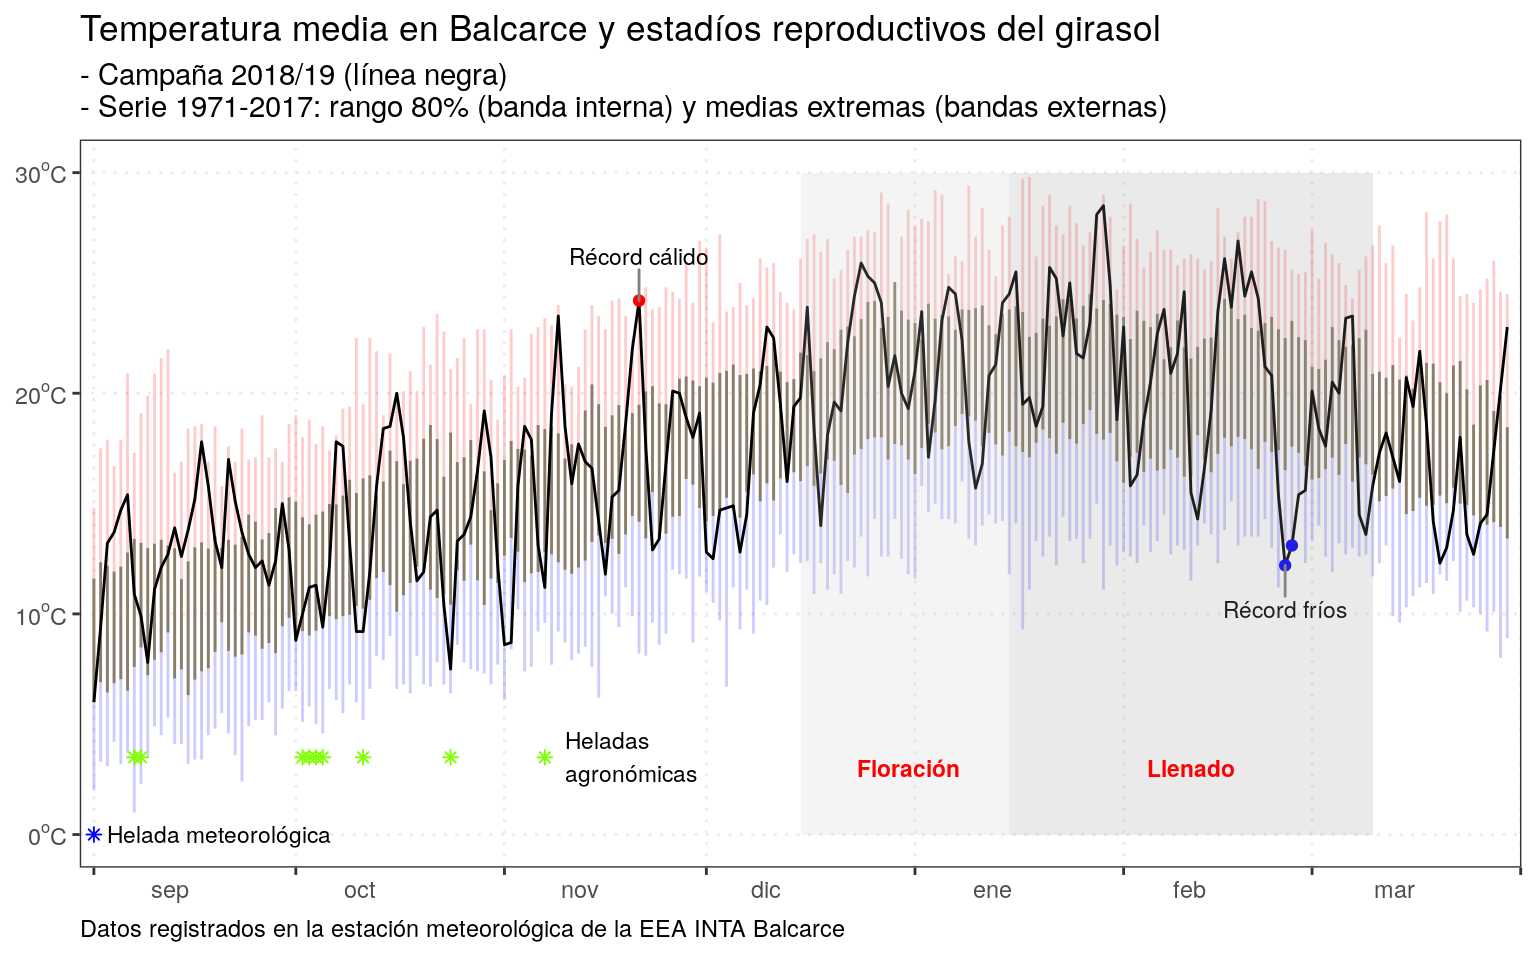 Temperatura media en Balcarce y estadíos reproductivos del girasol
- Campaña 2018/19 (línea negra)
- Serie 1971-2017: rango 80% (banda interna) y medias extremas (bandas externas)
30°C
20°C
10°C
0°C
Récord cálido
Récord fríos
Heladas
agronómicas
Floración
Llenado
Helada meteorológica
sep
oct
nov
dic
ene
feb
mar
Datos registrados en la estación meteorológica de la EEA INTA Balcarce